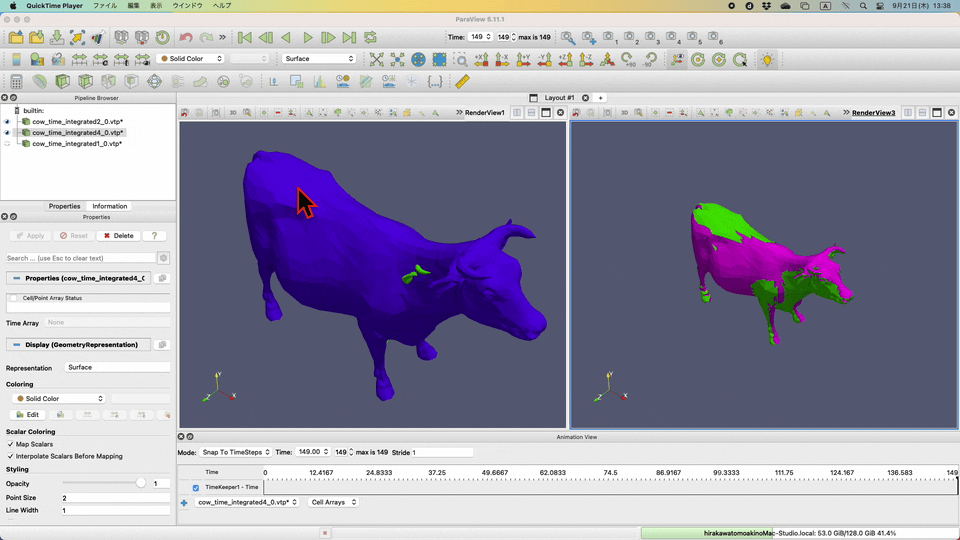 QuickTime Player ファイル 編集 表示 ウインドウ ヘルプ A 9月21日(木) 13:38
ParaView 5.11.1
Time: 149 149 max is 149
Solid Color Surface
Pipeline Browser
Layout #1
builtin:
cow_time_integrated2_0.vtp*
cow_time_integrated4_0.vtp*
cow_time_integrated1_0.vtp*
3D RenderView1
3D RenderView3
Properties Information
Properties
Apply Reset Delete ?
Search ... (use Esc to clear text)
Properties (cow_time_integrated4_0
Cell/Point Array Status
Time Array None
Display (GeometryRepresentation)
Representation Surface
Coloring
Solid Color
Edit
Scalar Coloring
Map Scalars
Interpolate Scalars Before Mapping
Styling
Opacity 1
Point Size 2
Line Width 1
Y
Z X
Y
Z X
Animation View
Mode: Snap To TimeSteps Time: 149.00 149 max is 149 Stride 1
Time 0 12.4167 24.8333 37.25 49.6667 62.0833 74.5 86.9167 99.3333 111.75 124.167 136.583 149
TimeKeeper1 - Time
cow_time_integrated4_0.vtp* Cell Arrays
hirakawatomoakinoMac-Studio.local: 53.0 GiB/128.0 GiB 41.4%